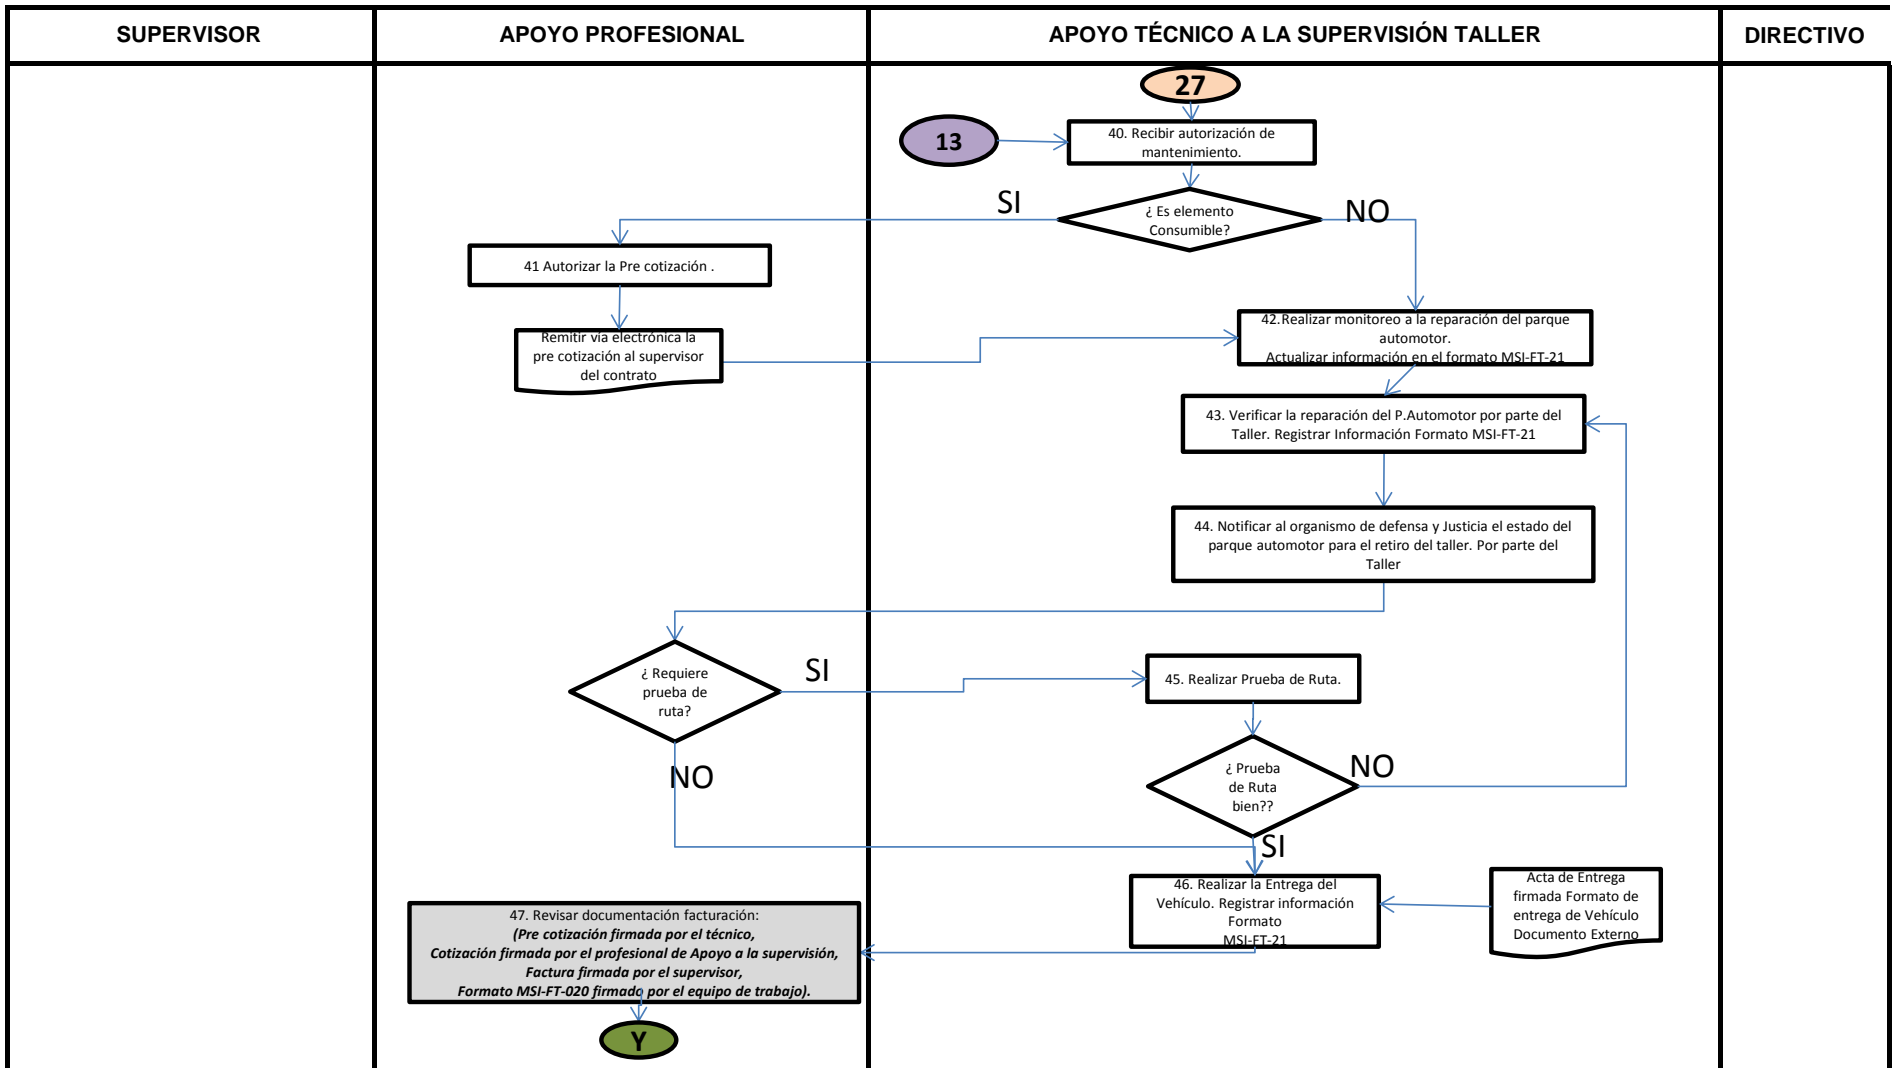 SUPERVISOR
APOYO PROFESIONAL
APOYO TÉCNICO A LA SUPERVISIÓN TALLER
DIRECTIVO
27
13
40. Recibir autorización de
mantenimiento.
SI
¿ Es elemento
Consumible?
NO
41 Autorizar la Pre cotización .
Remitir vía electrónica la
pre cotización al supervisor
del contrato
42.Realizar monitoreo a la reparación del parque
automotor.
Actualizar información en el formato MSI-FT-21
43. Verificar la reparación del P.Automotor por parte del
Taller. Registrar Información Formato MSI-FT-21
44. Notificar al organismo de defensa y Justicia el estado del
parque automotor para el retiro del taller. Por parte del
Taller
¿ Requiere
prueba de
ruta?
SI
45. Realizar Prueba de Ruta.
NO
¿ Prueba
de Ruta
bien??
NO
SI
46. Realizar la Entrega del
Vehículo. Registrar información
Formato
MSI-FT-21
Acta de Entrega
firmada Formato de
entrega de Vehículo
Documento Externo
47. Revisar documentación facturación:
(Pre cotización firmada por el técnico,
Cotización firmada por el profesional de Apoyo a la supervisión,
Factura firmada por el supervisor,
Formato MSI-FT-020 firmado por el equipo de trabajo).
Y